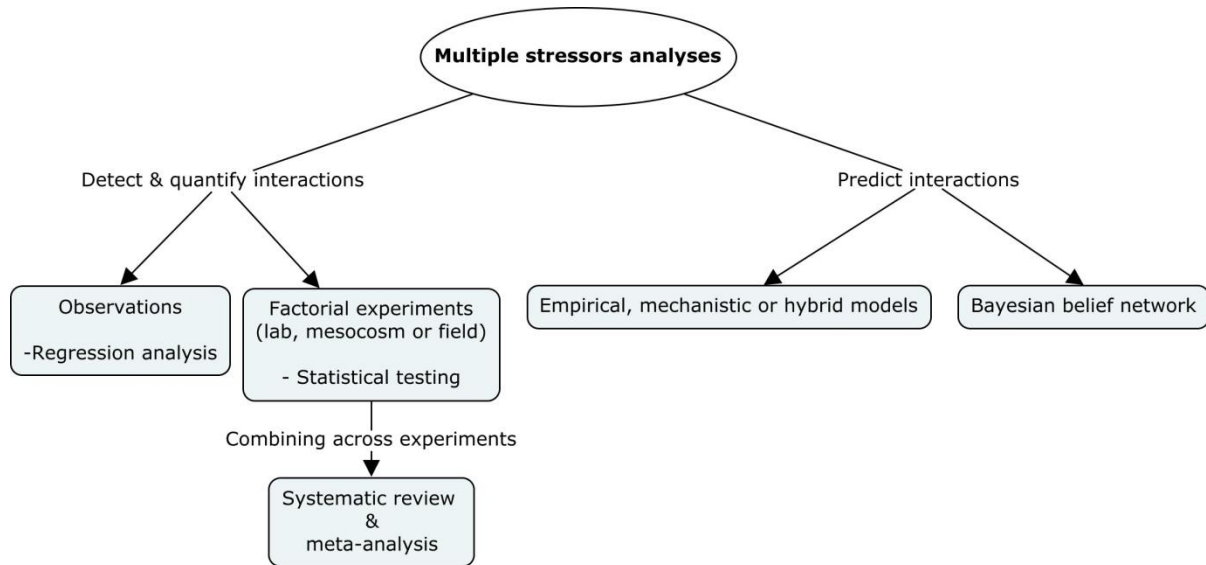 Multiple stressors analyses
Detect & quantify interactions
Predict interactions
Observations
-Regression analysis
Factorial experiments
(lab, mesocosm or field)
- Statistical testing
Empirical, mechanistic or hybrid models
Bayesian belief network
Combining across experiments
Systematic review
&
meta-analysis